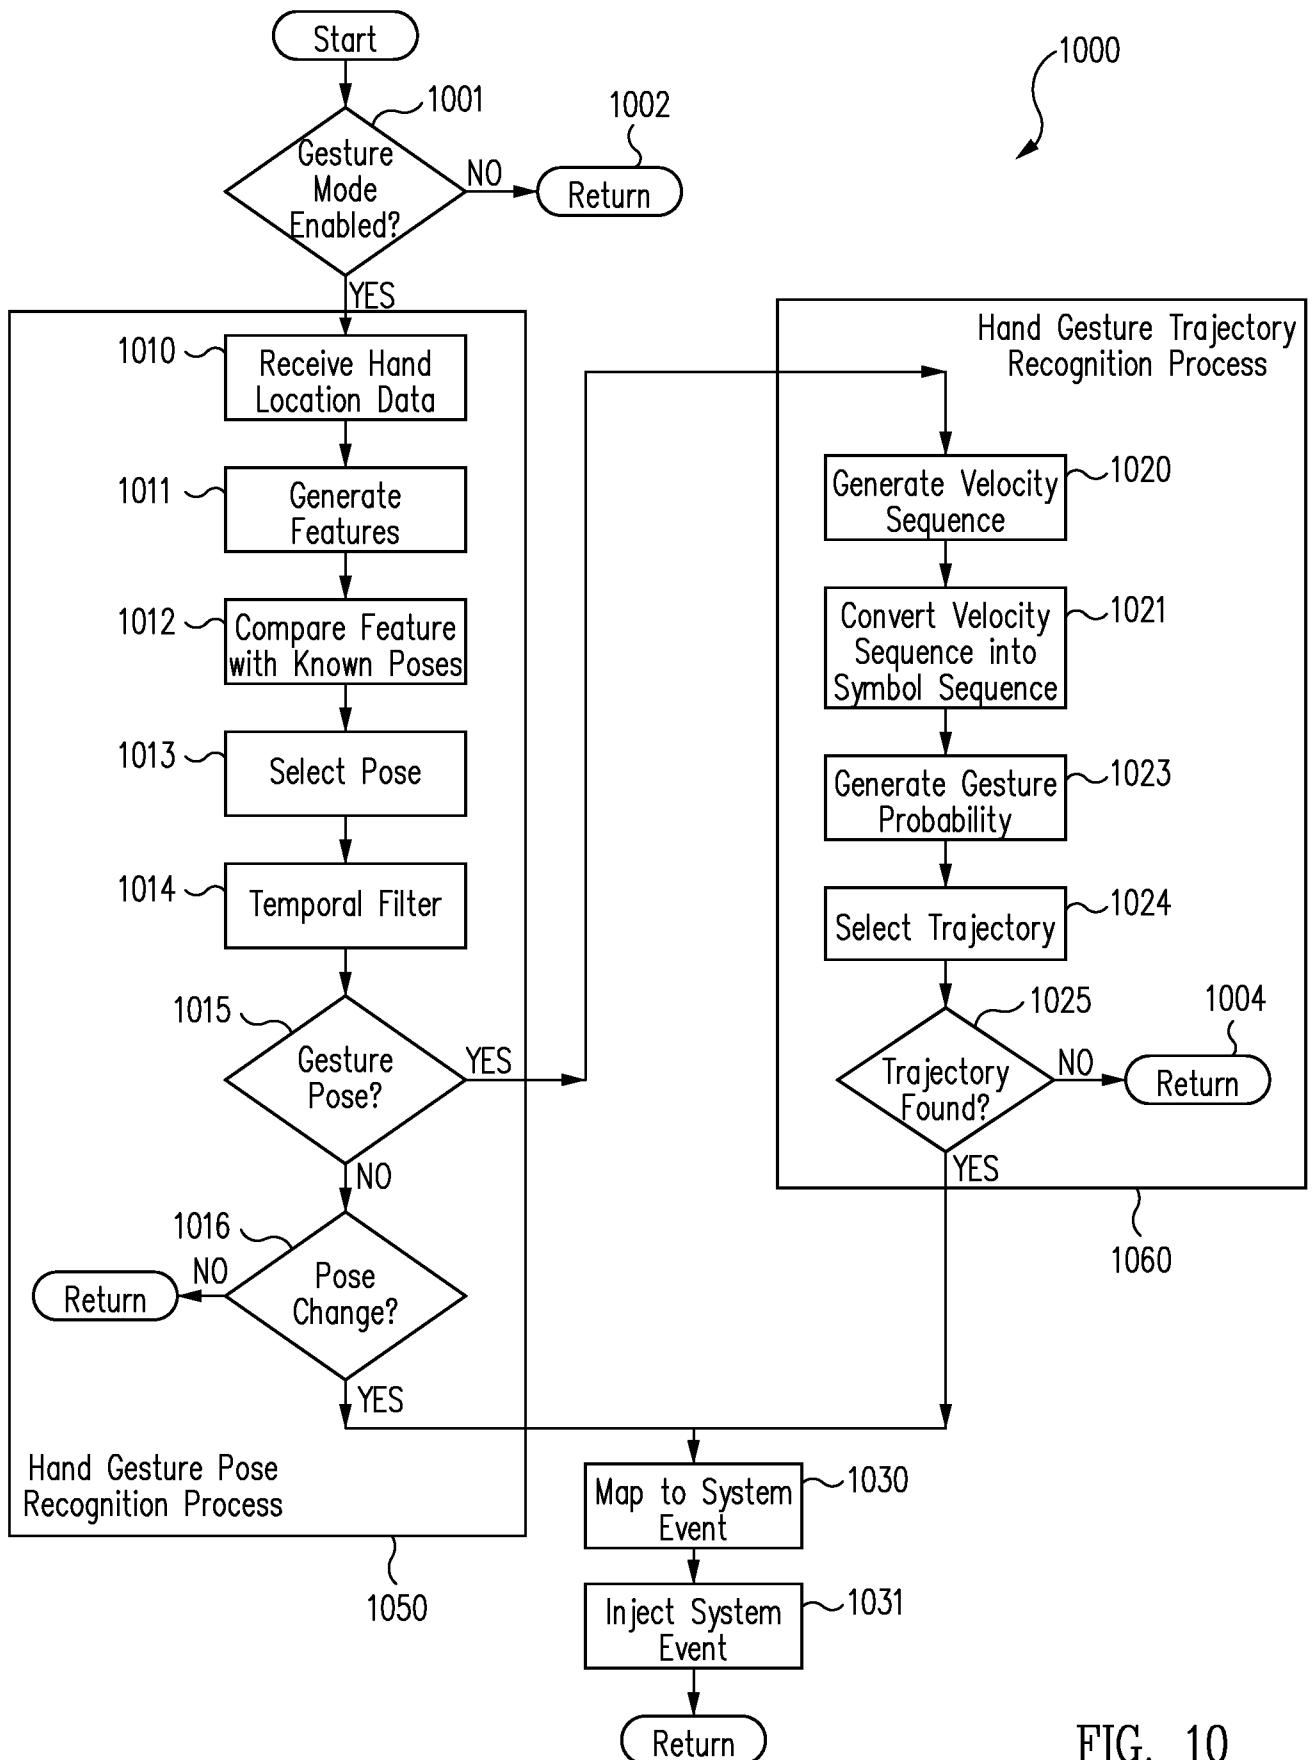 Start
1000
1001
1002
Gesture
Mode
Enabled?
NO
Return
YES
1010
Receive Hand
Location Data
1011
Generate
Features
1012
Compare Feature
with Known Poses
1013
Select Pose
1014
Temporal Filter
1015
Gesture
Pose?
YES
NO
1016
Pose
Change?
NO
Return
YES
Hand Gesture Pose
Recognition Process
1050
Hand Gesture Trajectory
Recognition Process
Generate Velocity
Sequence
1020
Convert Velocity
Sequence into
Symbol Sequence
1021
Generate Gesture
Probability
1023
Select Trajectory
1024
1025
1004
Trajectory
Found?
NO
Return
YES
1060
Map to System
Event
1030
Inject System
Event
1031
Return
FIG. 10